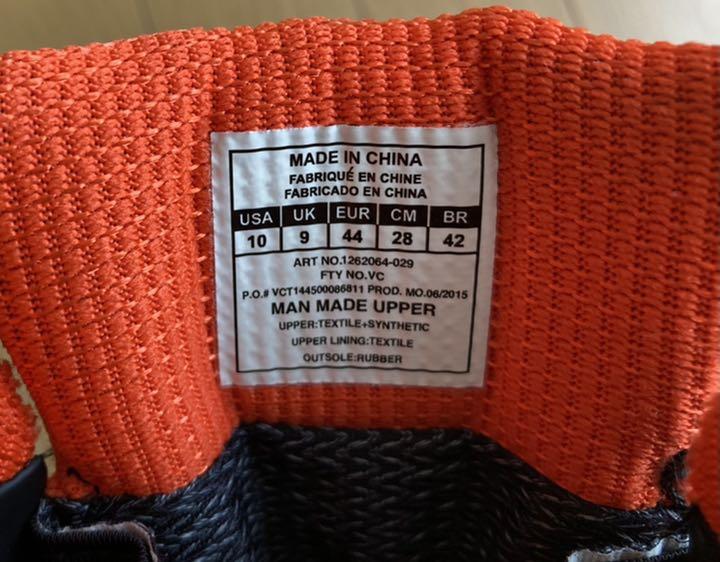 MADE IN CHINA
FABRIQUÉ EN CHINE
FABRICADO EN CHINA
USA UK EUR CM BR
10 9 44 28 42
ART NO.1262064-029
FTY NO.VC
P.O.# VCT144500086811 PROD. MO.06/2015
MAN MADE UPPER
UPPER:TEXTILE+SYNTHETIC
UPPER LINING:TEXTILE
OUTSOLE:RUBBER